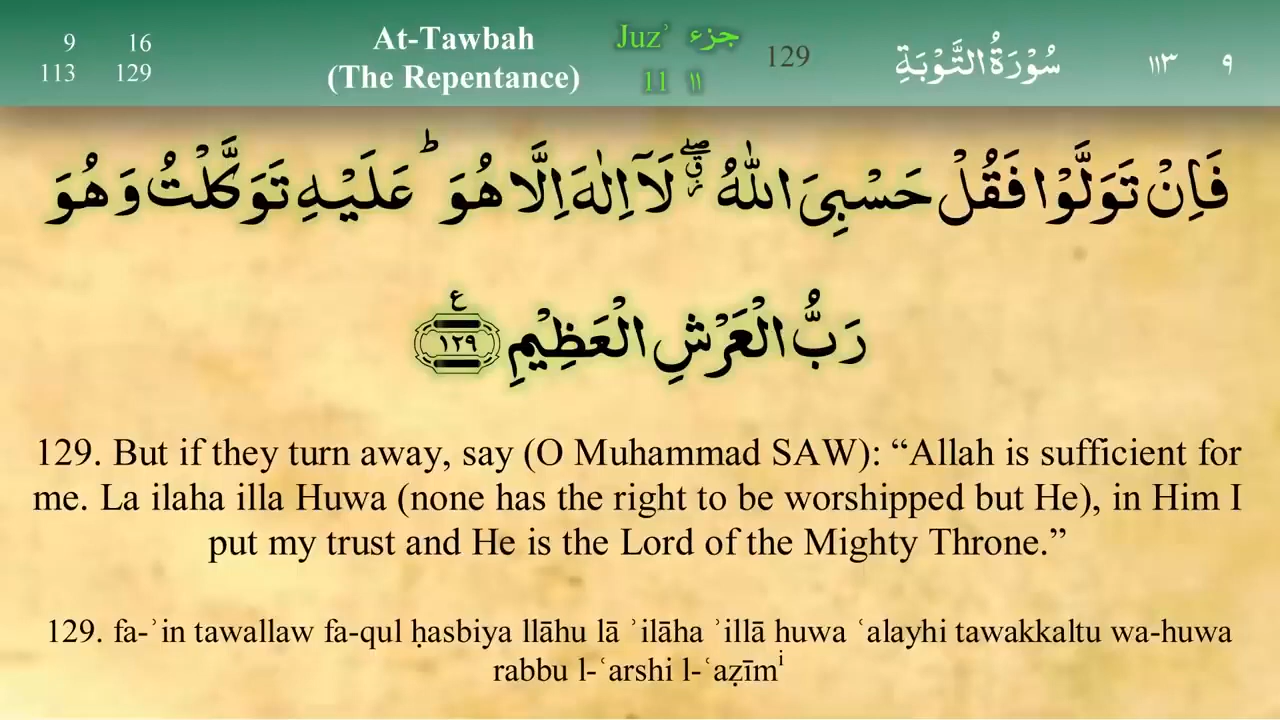 9 16
113 129
At-Tawbah
(The Repentance)
Juzʾ جزء
11 ١١
129
سُوْرَةُ التَّوْبَةِ
١١٣ ٩
فَاِنْ تَوَلَّوْا فَقُلْ حَسْبِيَ اللّٰهُ ۖ لَاۤ اِلٰهَ اِلَّا هُوَ ؕ عَلَيْهِ تَوَكَّلْتُ وَهُوَ
رَبُّ الْعَرْشِ الْعَظِيْمِ ع ١٢٩
129. But if they turn away, say (O Muhammad SAW): “Allah is sufficient for
me. La ilaha illa Huwa (none has the right to be worshipped but He), in Him I
put my trust and He is the Lord of the Mighty Throne.”
129. fa-ʾin tawallaw fa-qul ḥasbiya llāhu lā ʾilāha ʾillā huwa ʿalayhi tawakkaltu wa-huwa
rabbu l-ʿarshi l-ʿaẓīmⁱ